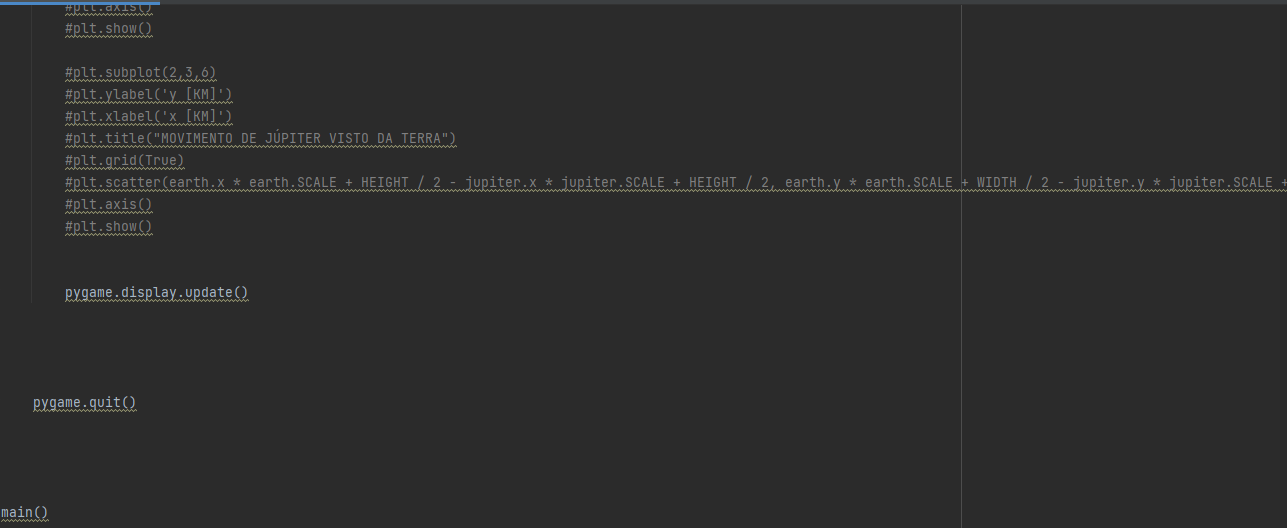 #plt.axis()
#plt.show()
#plt.subplot(2,3,6)
#plt.ylabel('y [KM]')
#plt.xlabel('x [KM]')
#plt.title("MOVIMENTO DE JÚPITER VISTO DA TERRA")
#plt.grid(True)
#plt.scatter(earth.x * earth.SCALE + HEIGHT / 2 - jupiter.x * jupiter.SCALE + HEIGHT / 2, earth.y * earth.SCALE + WIDTH / 2 - jupiter.y * jupiter.SCALE +
#plt.axis()
#plt.show()
pygame.display.update()
pygame.quit()
main()